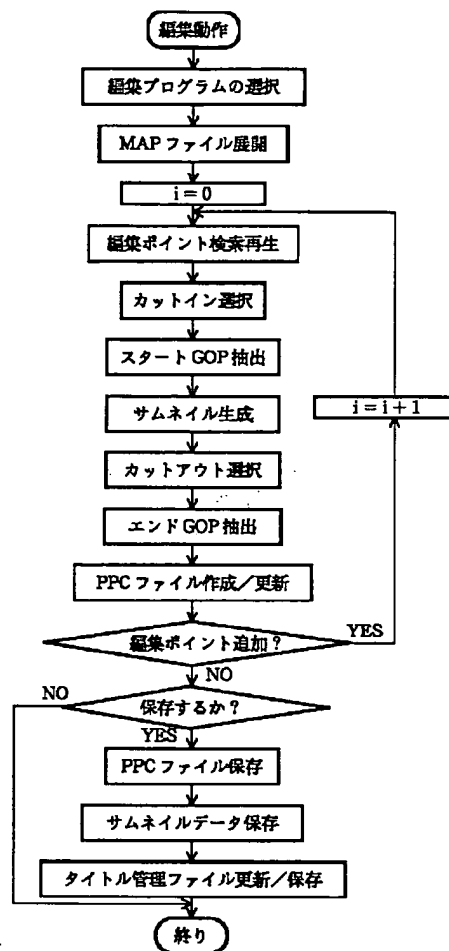 編集動作
編集プログラムの選択
MAPファイル展開
i=0
編集ポイント検索再生
カットイン選択
スタートGOP抽出
サムネイル生成
i=i+1
カットアウト選択
エンドGOP抽出
PPCファイル作成／更新
編集ポイント追加？
YES
NO
保存するか？
NO
YES
PPCファイル保存
サムネイルデータ保存
タイトル管理ファイル更新／保存
終り